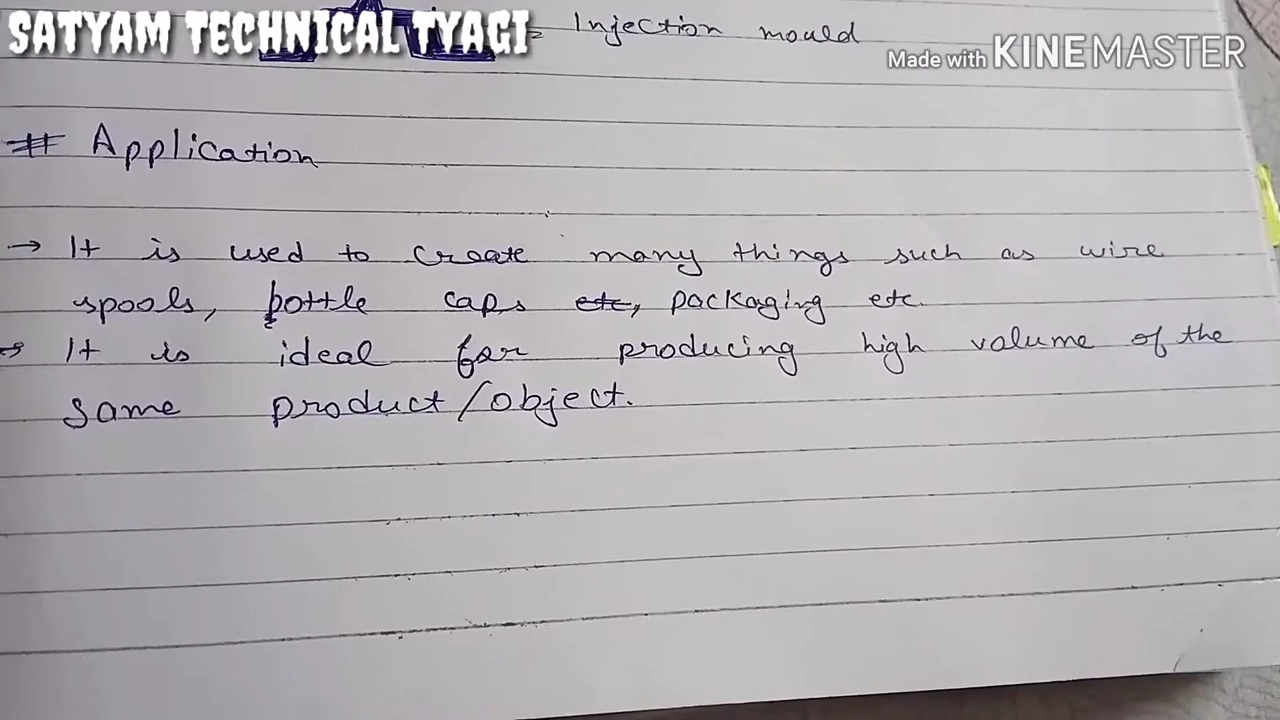 SATYAM TECHNICAL TYAGI
Injection mould
Made with KINEMASTER
# Application
→ It is used to create many things such as wire
spools, bottle caps etc, packaging etc.
→ It is ideal for producing high volume of the
same product/object.